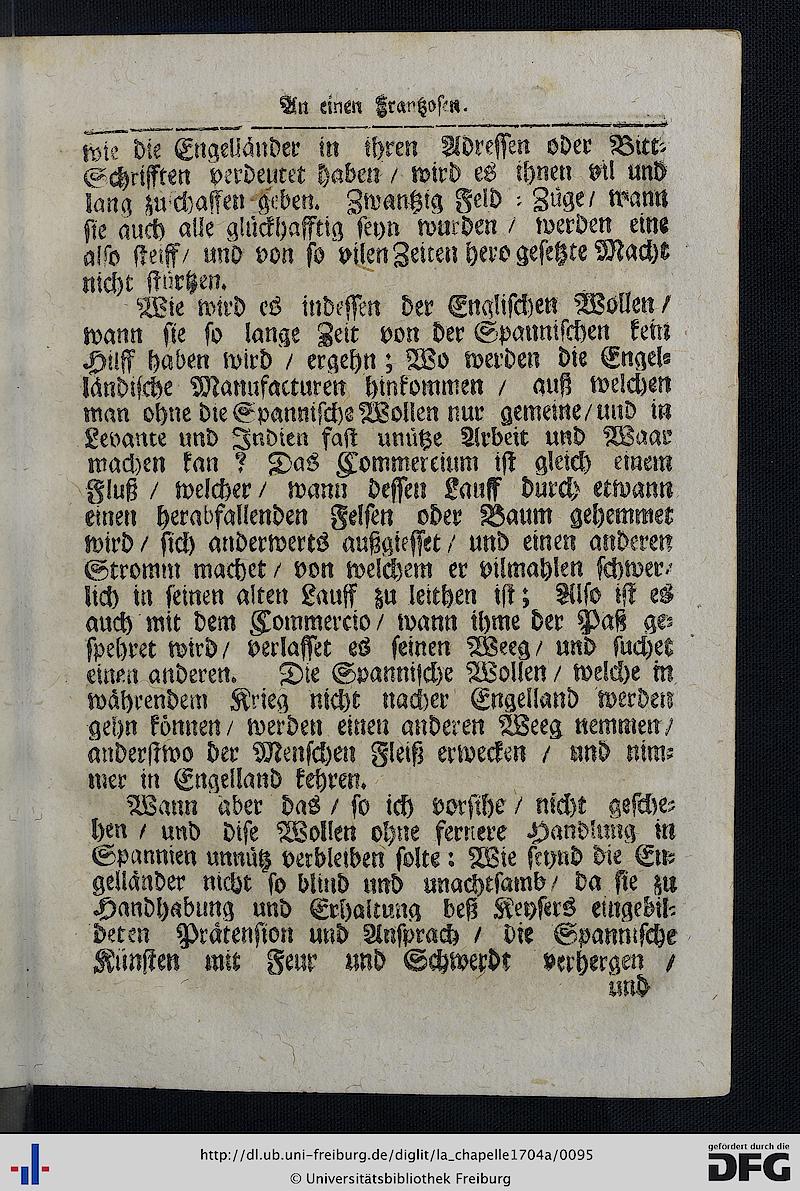 An einen Frantzosen.
wie die Engelländer in ihren Adressen oder Bitt-
Schrifften verdeutet haben / wird es ihnen vil und
lang zu schaffen geben. Zwantzig Feld-Züge / wann
sie auch alle glückhafftig seyn wurden / werden eine
also steiff / und von so vilen Zeiten hero gesetzte Macht
nicht stürtzen.
Wie wird es indessen der Englischen Wollen /
wann sie so lange Zeit von der Spannischen kein
Hilff haben wird / ergehn ; Wo werden die Engel-
ländische Manufacturen hinkommen / auß welchen
man ohne die Spannische Wollen nur gemeine / und in
Levante und Indien fast unütze Arbeit und Waar
machen kan ? Das Commercium ist gleich einem
Fluß / welcher / wann dessen Lauff durch etwann
einen herabfallenden Felsen oder Baum gehemmet
wird / sich anderwerts außgiesset / und einen anderen
Stromm machet / von welchem er vilmahlen schwer-
lich in seinen alten Lauff zu leithen ist ; Also ist es
auch mit dem Commercio / wann ihme der Paß ge-
spehret wird / verlasset es seinen Weeg / und suchet
einen anderen. Die Spannische Wollen / welche in
währendem Krieg nicht nacher Engelland werden
gehn können / werden einen anderen Weeg nemmen /
anderstwo der Menschen Fleiß erwecken / und nim-
mer in Engelland kehren.
Wann aber das / so ich vorsihe / nicht gesche-
hen / und dise Wollen ohne fernere Handlung in
Spannien unnütz verbleiben solte : Wie seynd die En-
gelländer nicht so blind und unachtsamb / da sie zu
Handhabung und Erhaltung deß Keysers eingebil-
deten Prätension und Ansprach / die Spannische
Künsten mit Feur und Schwerdt verhergen /
und
http://dl.ub.uni-freiburg.de/diglit/la_chapelle1704a/0095
© Universitätsbibliothek Freiburg
gefördert durch die
DFG